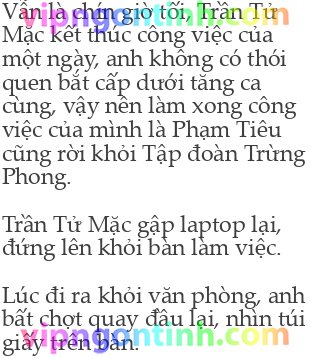 Vẫn là chín giờ tối, Trần Tử
Mặc kết thúc công việc của
một ngày, anh không có thói
quen bắt cấp dưới tăng ca
cùng, vậy nên làm xong công
việc của mình là Phạm Tiêu
cũng rời khỏi Tập đoàn Trừng
Phong.
Trần Tử Mặc gập laptop lại,
đứng lên khỏi bàn làm việc.
Lúc đi ra khỏi văn phòng, anh
bất chợt quay đầu lại, nhìn túi
giấy trên bàn.
vipngontinh.com
vipngontinh.com